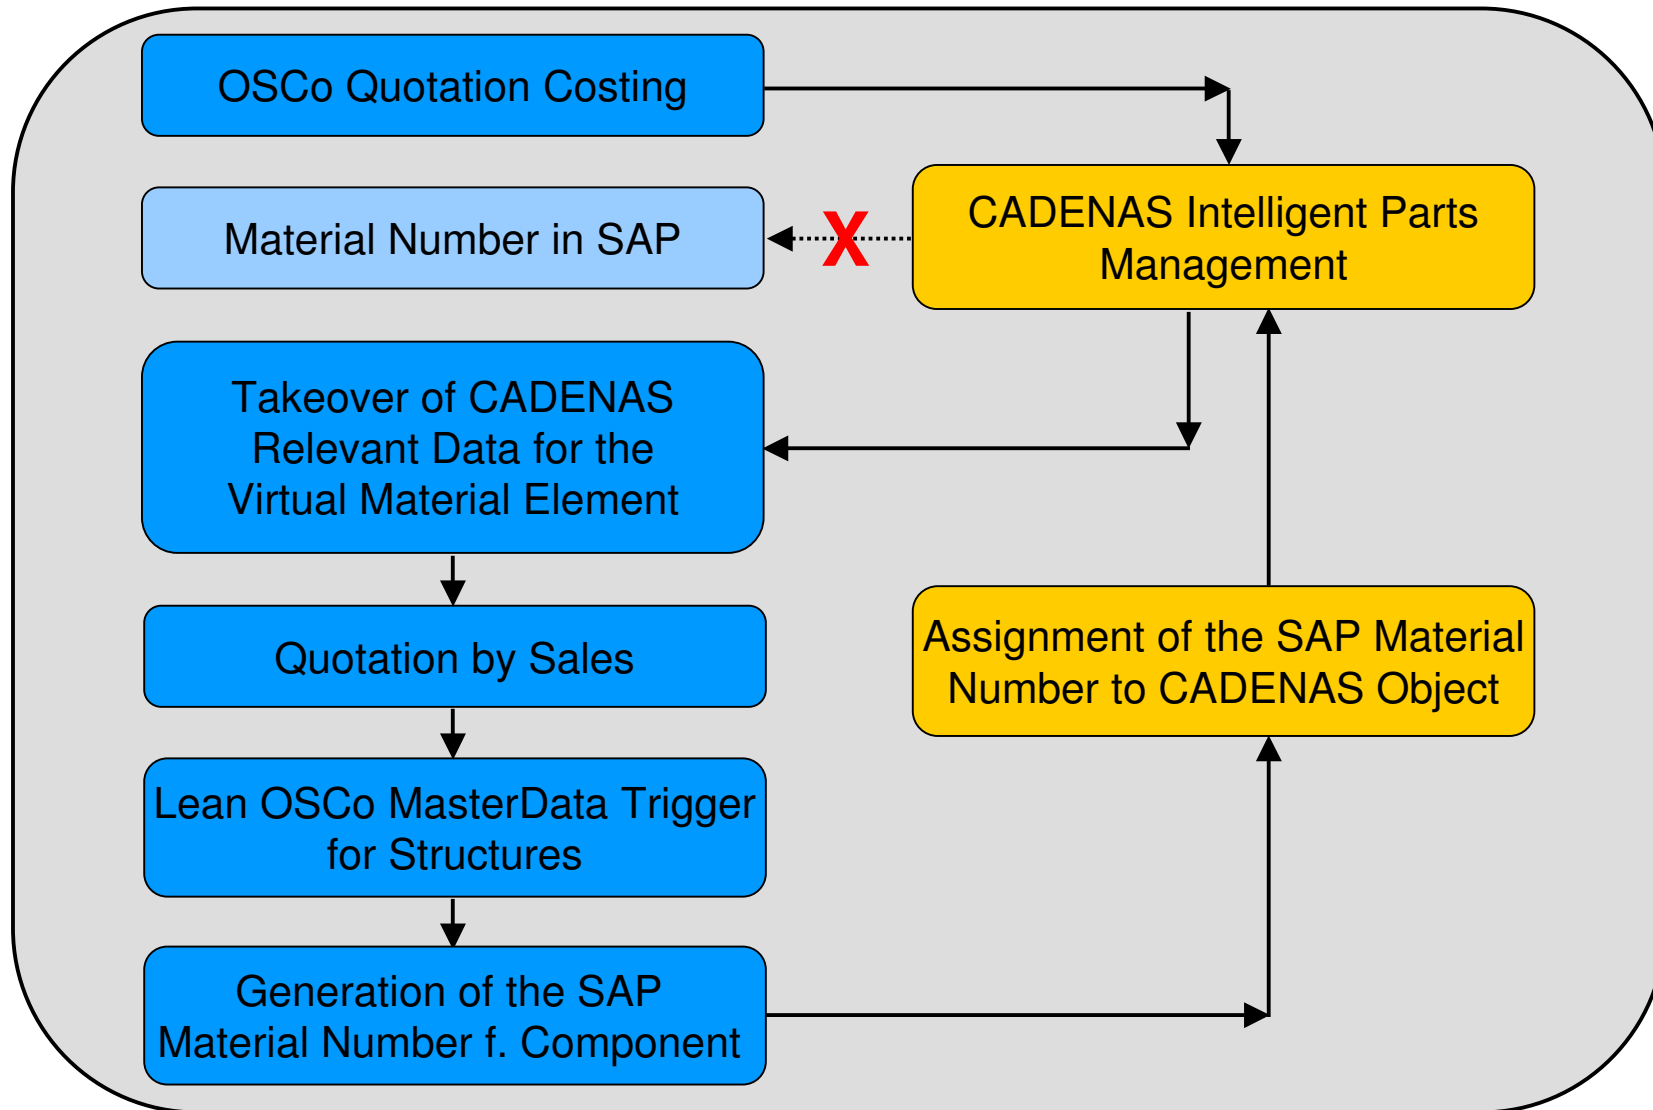 OSCo Quotation Costing
Material Number in SAP
X
CADENAS Intelligent Parts
Management
Takeover of CADENAS
Relevant Data for the
Virtual Material Element
Quotation by Sales
Assignment of the SAP Material
Number to CADENAS Object
Lean OSCo MasterData Trigger
for Structures
Generation of the SAP
Material Number f. Component